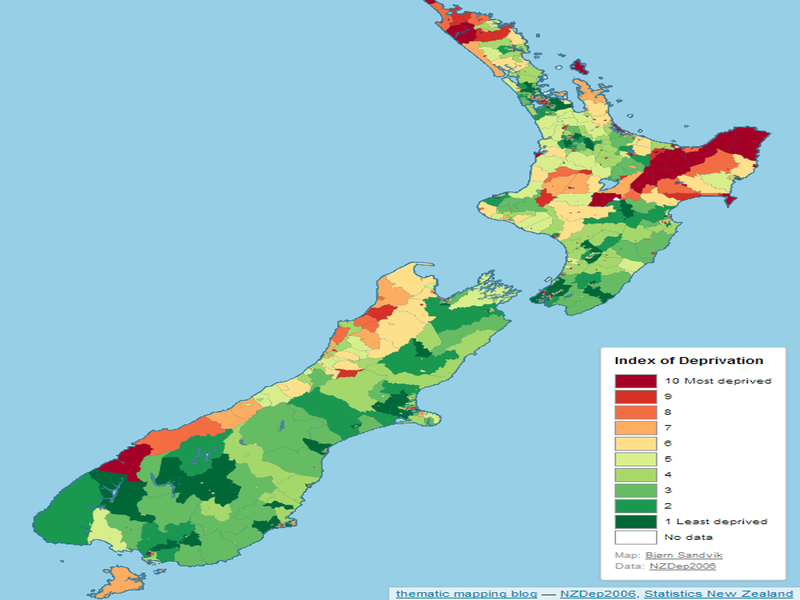 Index of Deprivation
10 Most deprived
9
8
7
6
5
4
3
2
1 Least deprived
No data
Map: Bjørn Sandvik
Data: NZDep2006
thematic mapping blog — NZDep2006, Statistics New Zealand